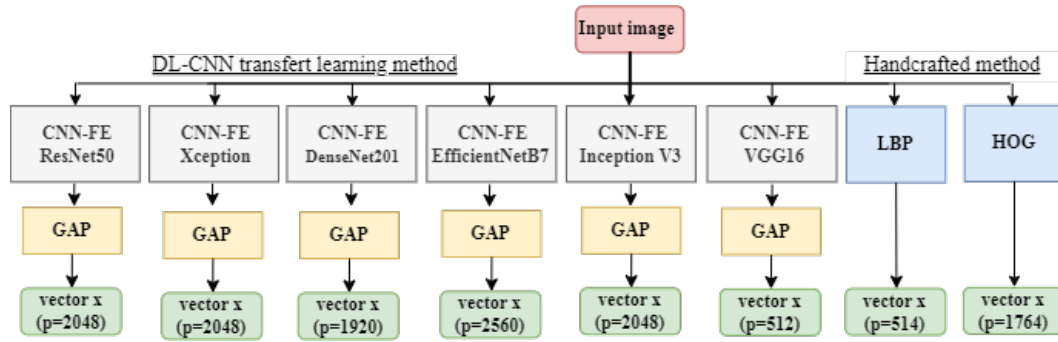 Input image
DL-CNN transfert learning method
Handcrafted method
CNN-FE
ResNet50
CNN-FE
Xception
CNN-FE
DenseNet201
CNN-FE
EfficientNetB7
CNN-FE
Inception V3
CNN-FE
VGG16
LBP
HOG
GAP
GAP
GAP
GAP
GAP
GAP
vector x
(p=2048)
vector x
(p=2048)
vector x
(p=1920)
vector x
(p=2560)
vector x
(p=2048)
vector x
(p=512)
vector x
(p=514)
vector x
(p=1764)